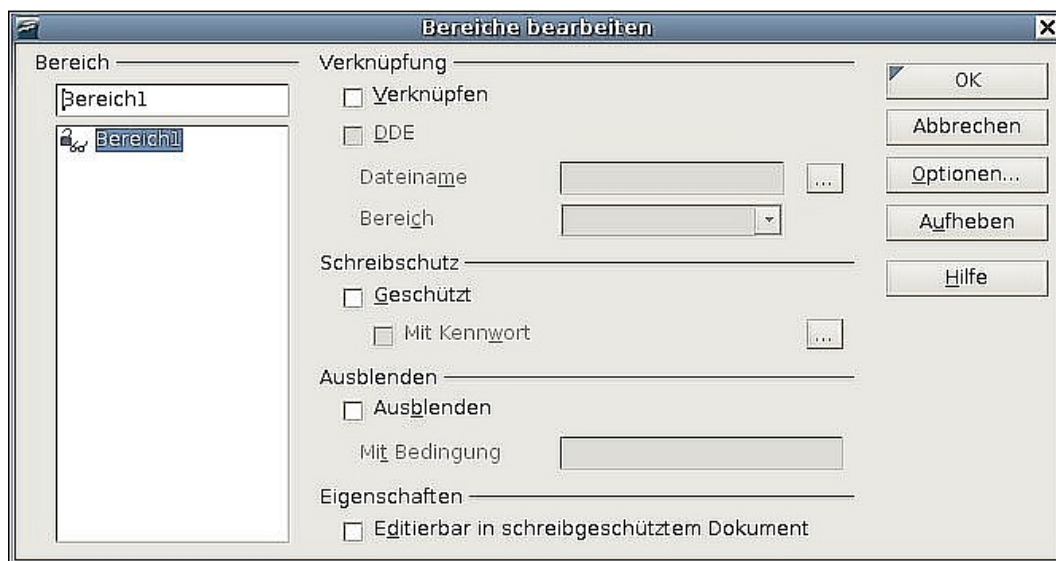 Bereiche bearbeiten
Bereich
Bereich1
Bereich1
Verknüpfung
Verknüpfen
DDE
Dateiname
...
Bereich
Schreibschutz
Geschützt
Mit Kennwort
...
Ausblenden
Ausblenden
Mit Bedingung
Eigenschaften
Editierbar in schreibgeschütztem Dokument
OK
Abbrechen
Optionen...
Aufheben
Hilfe